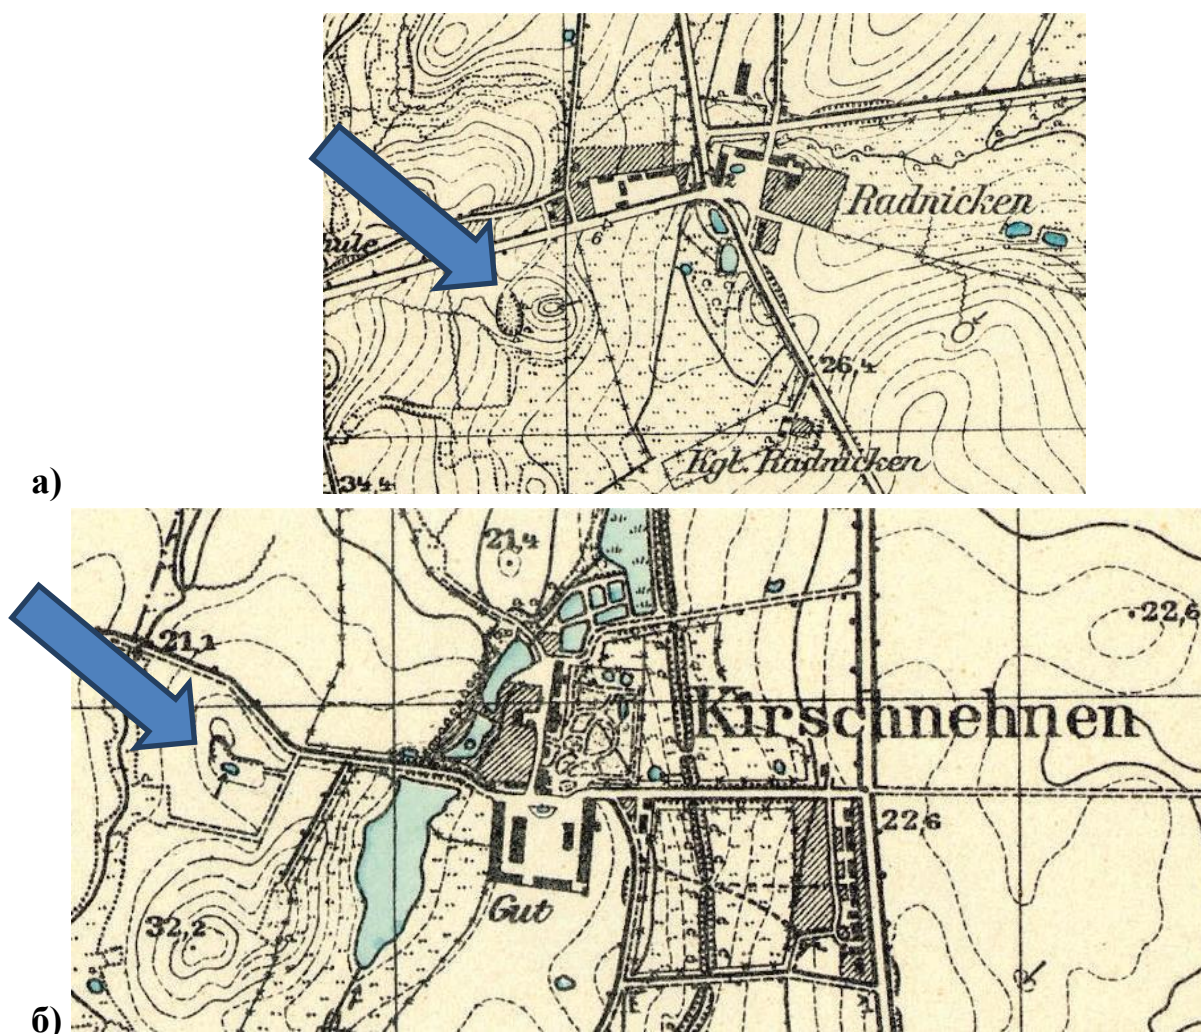 Radnicken
26,4
Kgl. Radnicken
34,4
а)
21,4
22,6
21,1
Kirschnehnen
22,6
Gut
32,2
б)